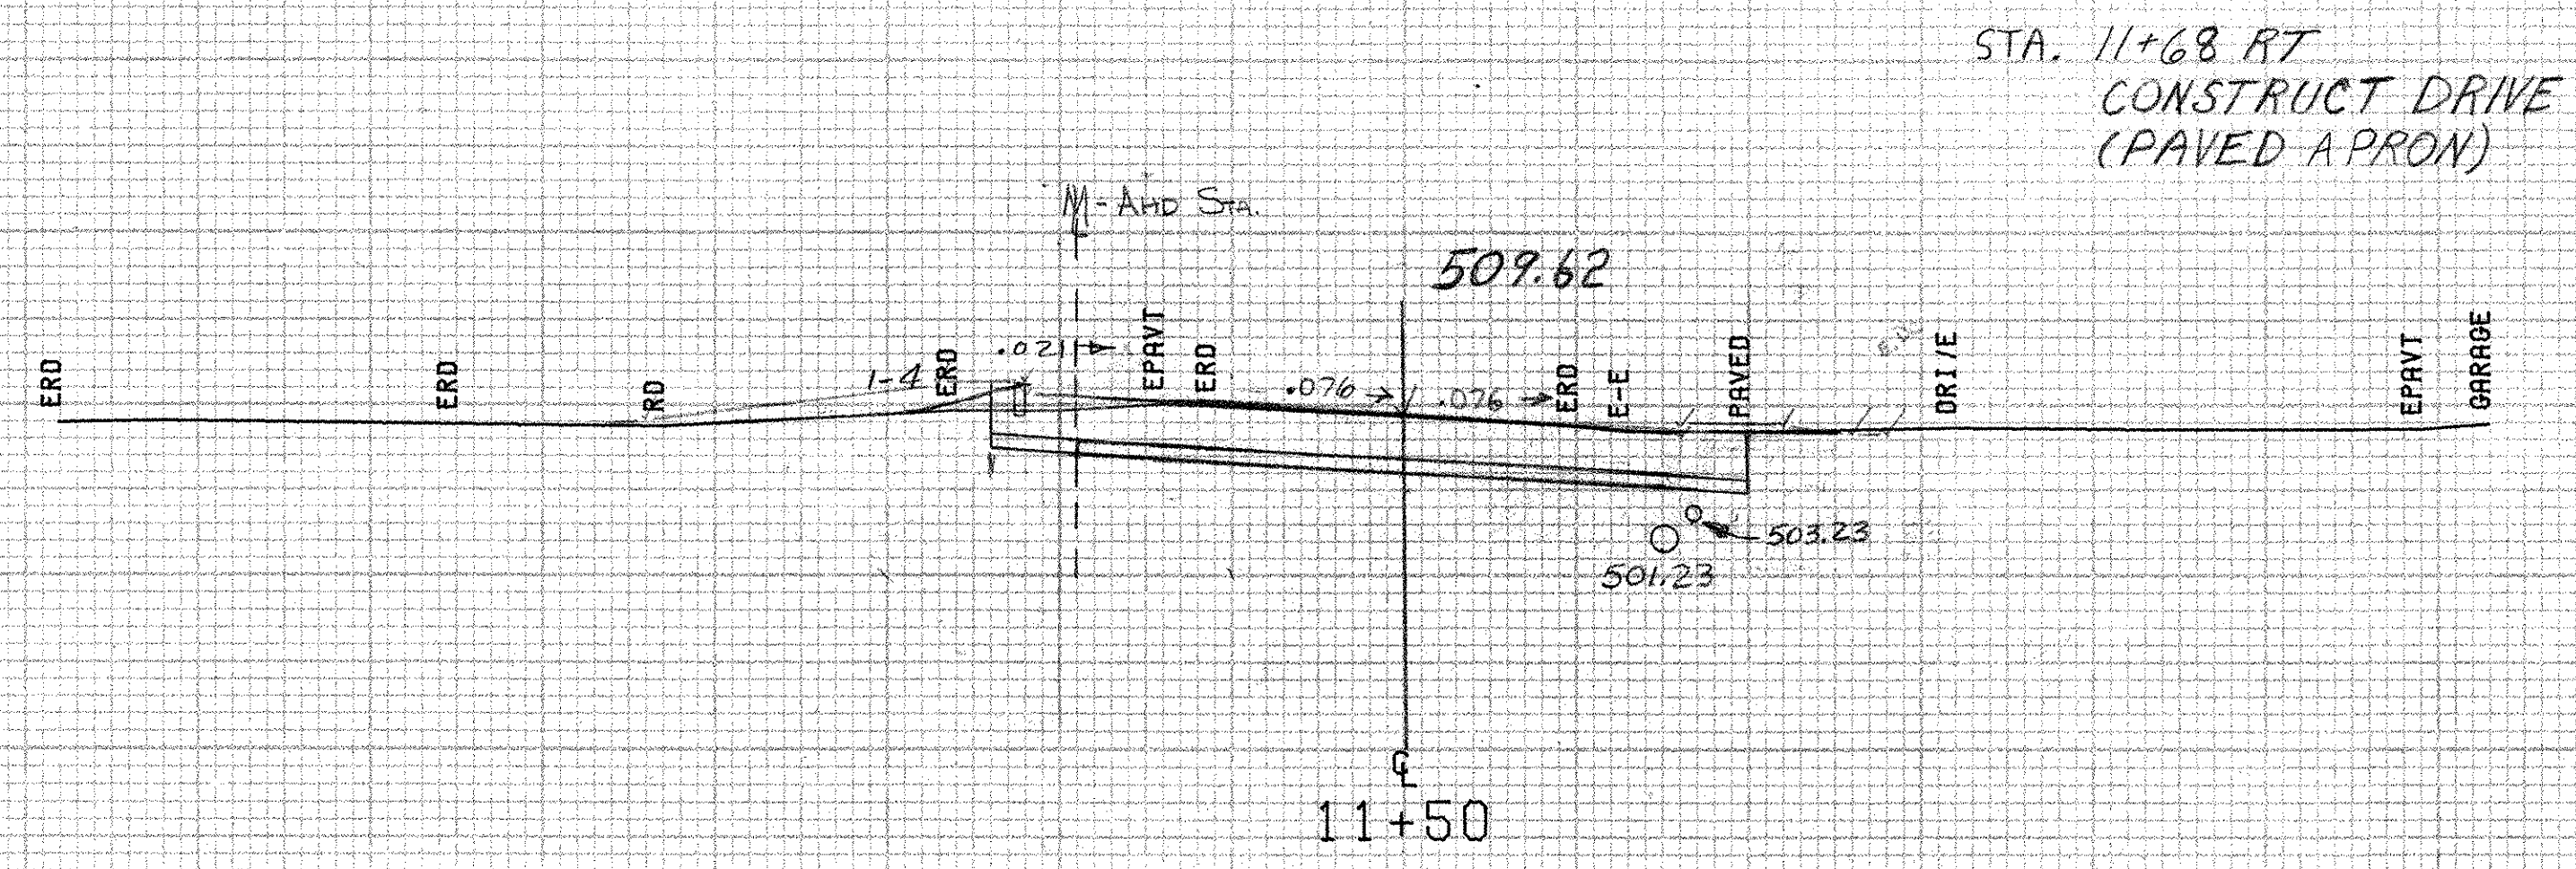 STA. 11+68 RT
CONSTRUCT DRIVE
(PAVED APRON)
M - AHD STA.
509.62
ERD
ERD
RD
1-4
ERD
.021
EPAVT
ERD
.076
.076
ERD
E-E
PAVED
DRI/E
EPAVT
GARAGE
503.23
501.23
CL
11+50